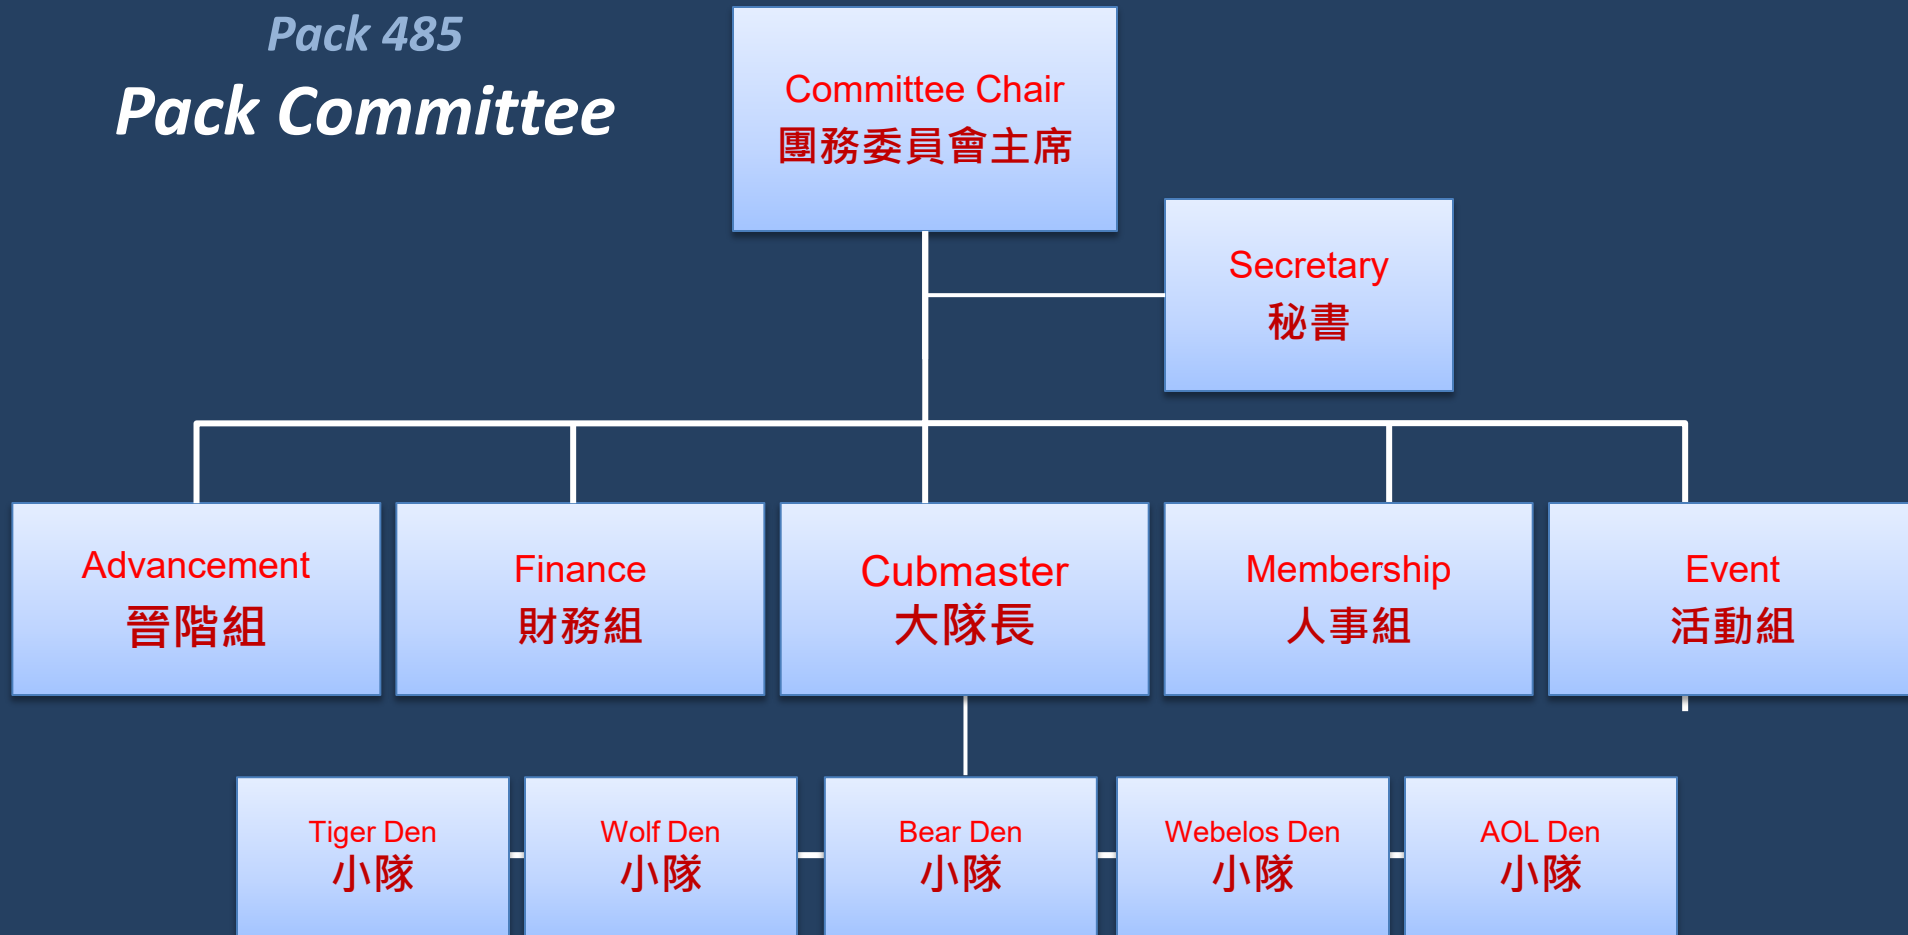 Pack 485
Pack Committee
Committee Chair
團務委員會主席
Secretary
秘書
Advancement
晉階組
Finance
財務組
Cubmaster
大隊長
Membership
人事組
Event
活動組
Tiger Den
小隊
Wolf Den
小隊
Bear Den
小隊
Webelos Den
小隊
AOL Den
小隊